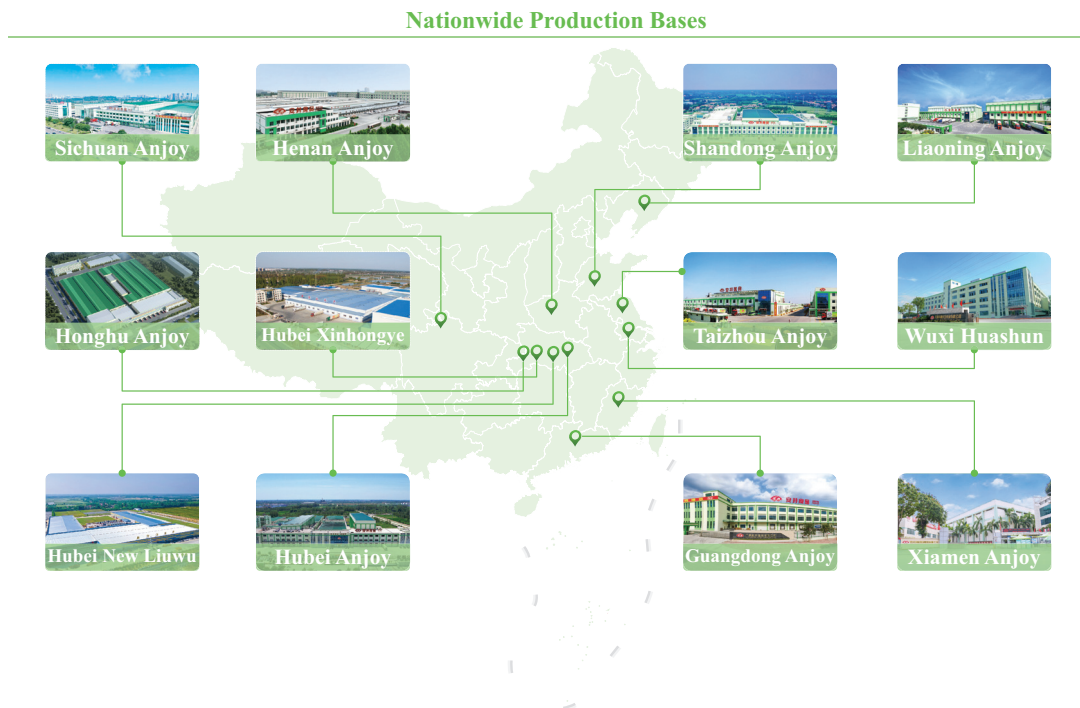 Nationwide Production Bases
Sichuan Anjoy
Henan Anjoy
Shandong Anjoy
Liaoning Anjoy
Honghu Anjoy
Hubei Xinhongye
Taizhou Anjoy
Wuxi Huashun
Hubei New Liuwu
Hubei Anjoy
Guangdong Anjoy
Xiamen Anjoy